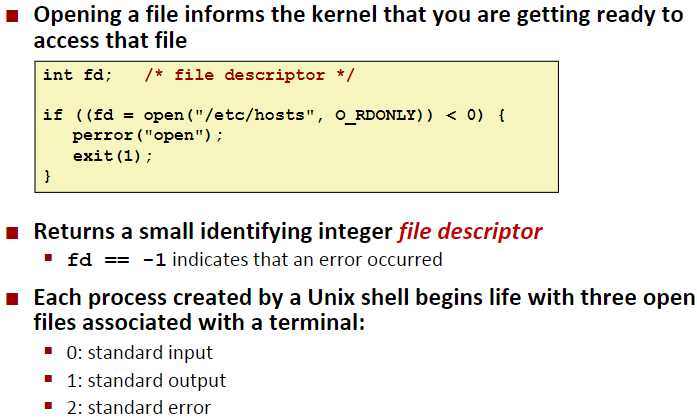 Opening a file informs the kernel that you are getting ready to
access that file
int fd;   /* file descriptor */
if ((fd = open("/etc/hosts", O_RDONLY)) < 0) {
   perror("open");
   exit(1);
}
Returns a small identifying integer file descriptor
fd == -1 indicates that an error occurred
Each process created by a Unix shell begins life with three open
files associated with a terminal:
0: standard input
1: standard output
2: standard error